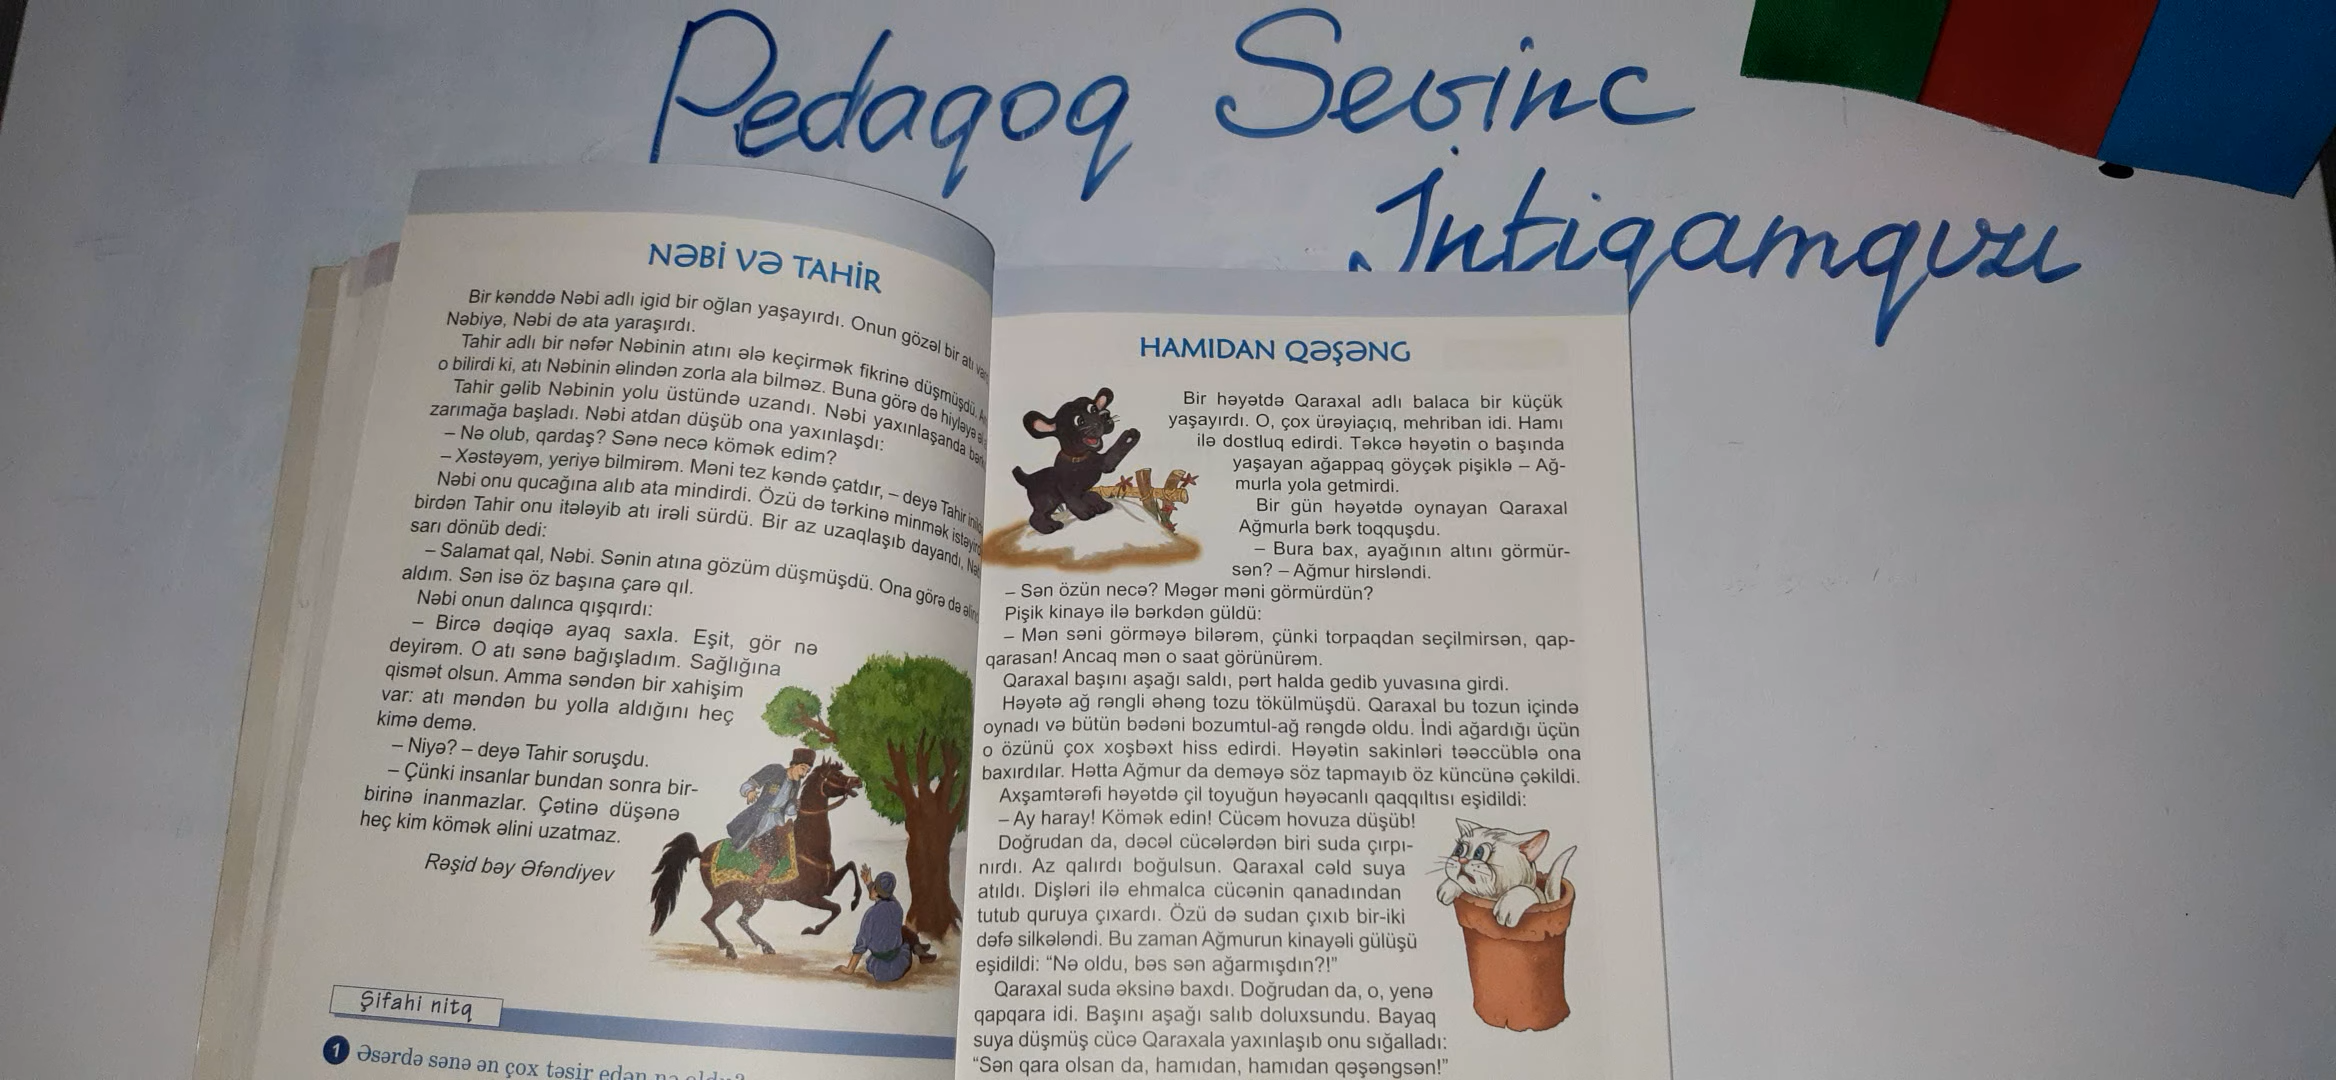 Pedaqoq Sevinc
İntiqamqızı
NƏBİ VƏ TAHİR
Bir kənddə Nəbi adlı igid bir oğlan yaşayırdı. Onun gözəl bir atı
Nəbiyə, Nəbi də ata yaraşırdı.
Tahir adlı bir nəfər Nəbinin atını ələ keçirmək fikrinə düşmüşdü.
o bilirdi ki, atı Nəbinin əlindən zorla ala bilməz. Buna görə də hiyləyə
Tahir gəlib Nəbinin yolu üstündə uzandı. Nəbi yaxınlaşanda
zarımağa başladı. Nəbi atdan düşüb ona yaxınlaşdı:
– Nə olub, qardaş? Sənə necə kömək edim?
– Xəstəyəm, yeriyə bilmirəm. Məni tez kəndə çatdır, – deyə Tahir
Nəbi onu qucağına alıb ata mindirdi. Özü də tərkinə minmək
birdən Tahir onu itələyib atı irəli sürdü. Bir az uzaqlaşıb dayandı,
sarı dönüb dedi:
– Salamat qal, Nəbi. Sənin atına gözüm düşmüşdü. Ona görə də
aldım. Sən isə öz başına çarə qıl.
Nəbi onun dalınca qışqırdı:
– Bircə dəqiqə ayaq saxla. Eşit, gör nə
deyirəm. O atı sənə bağışladım. Sağlığına
qismət olsun. Amma səndən bir xahişim
var: atı məndən bu yolla aldığını heç
kimə demə.
– Niyə? – deyə Tahir soruşdu.
– Çünki insanlar bundan sonra bir-
birinə inanmazlar. Çətinə düşənə
heç kim kömək əlini uzatmaz.
Rəşid bəy Əfəndiyev
Şifahi nitq
1 Əsərdə sənə ən çox təsir edən nə oldu?
HAMIDAN QƏŞƏNG
Bir həyətdə Qaraxal adlı balaca bir küçük
yaşayırdı. O, çox ürəyiaçıq, mehriban idi. Hamı
ilə dostluq edirdi. Təkcə həyətin o başında
yaşayan ağappaq göyçək pişiklə – Ağ-
murla yola getmirdi.
Bir gün həyətdə oynayan Qaraxal
Ağmurla bərk toqquşdu.
– Bura bax, ayağının altını görmür-
sən? – Ağmur hirsləndi.
– Sən özün necə? Məgər məni görmürdün?
Pişik kinayə ilə bərkdən güldü:
– Mən səni görməyə bilərəm, çünki torpaqdan seçilmirsən, qap-
qarasan! Ancaq mən o saat görünürəm.
Qaraxal başını aşağı saldı, pərt halda gedib yuvasına girdi.
Həyətə ağ rəngli əhəng tozu tökülmüşdü. Qaraxal bu tozun içində
oynadı və bütün bədəni bozumtul-ağ rəngdə oldu. İndi ağardığı üçün
o özünü çox xoşbəxt hiss edirdi. Həyətin sakinləri təəccüblə ona
baxırdılar. Hətta Ağmur da deməyə söz tapmayıb öz küncünə çəkildi.
Axşamtərəfi həyətdə çil toyuğun həyəcanlı qaqqıltısı eşidildi:
– Ay haray! Kömək edin! Cücəm hovuza düşüb!
Doğrudan da, dəcəl cücələrdən biri suda çırpı-
nırdı. Az qalırdı boğulsun. Qaraxal cəld suya
atıldı. Dişləri ilə ehmalca cücənin qanadından
tutub quruya çıxardı. Özü də sudan çıxıb bir-iki
dəfə silkələndi. Bu zaman Ağmurun kinayəli gülüşü
eşidildi: “Nə oldu, bəs sən ağarmışdın?!”
Qaraxal suda əksinə baxdı. Doğrudan da, o, yenə
qapqara idi. Başını aşağı salıb doluxsundu. Bayaq
suya düşmüş cücə Qaraxala yaxınlaşıb onu sığalladı:
“Sən qara olsan da, hamıdan, hamıdan qəşəngsən!”